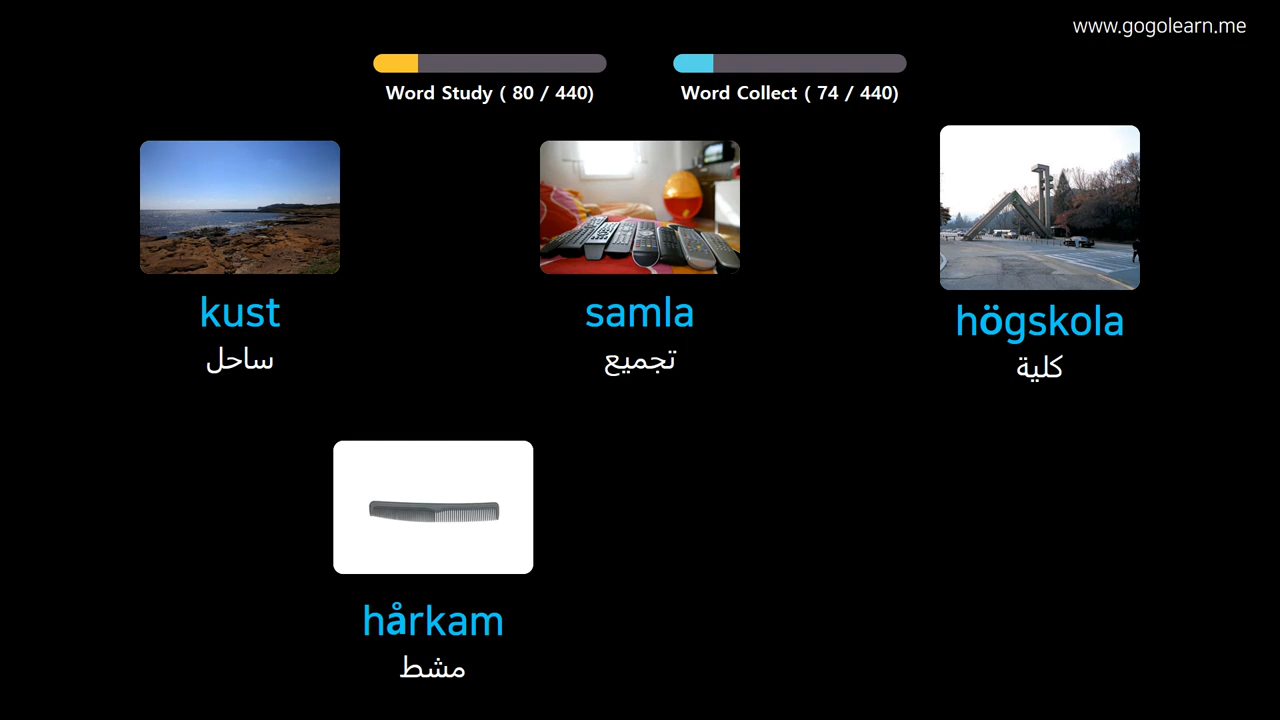 www.gogolearn.me
Word Study ( 80 / 440)
Word Collect ( 74 / 440)
kust
ساحل
samla
تجميع
högskola
كلية
hårkam
مشط